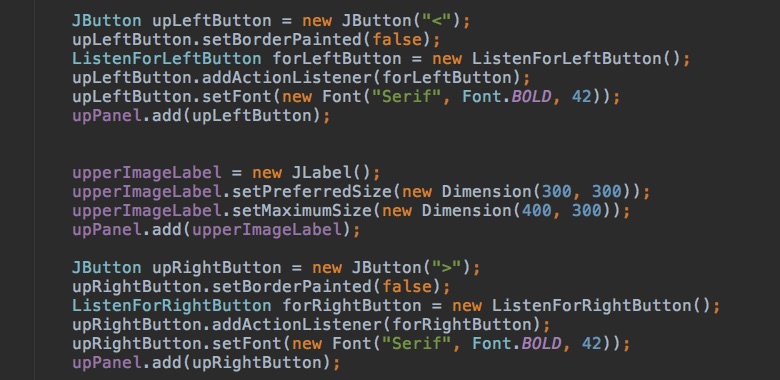 JButton upLeftButton = new JButton("<");
upLeftButton.setBorderPainted(false);
ListenForLeftButton forLeftButton = new ListenForLeftButton();
upLeftButton.addActionListener(forLeftButton);
upLeftButton.setFont(new Font("Serif", Font.BOLD, 42));
upPanel.add(upLeftButton);
upperImageLabel = new JLabel();
upperImageLabel.setPreferredSize(new Dimension(300, 300));
upperImageLabel.setMaximumSize(new Dimension(400, 300));
upPanel.add(upperImageLabel);
JButton upRightButton = new JButton(">");
upRightButton.setBorderPainted(false);
ListenForRightButton forRightButton = new ListenForRightButton();
upRightButton.addActionListener(forRightButton);
upRightButton.setFont(new Font("Serif", Font.BOLD, 42));
upPanel.add(upRightButton);